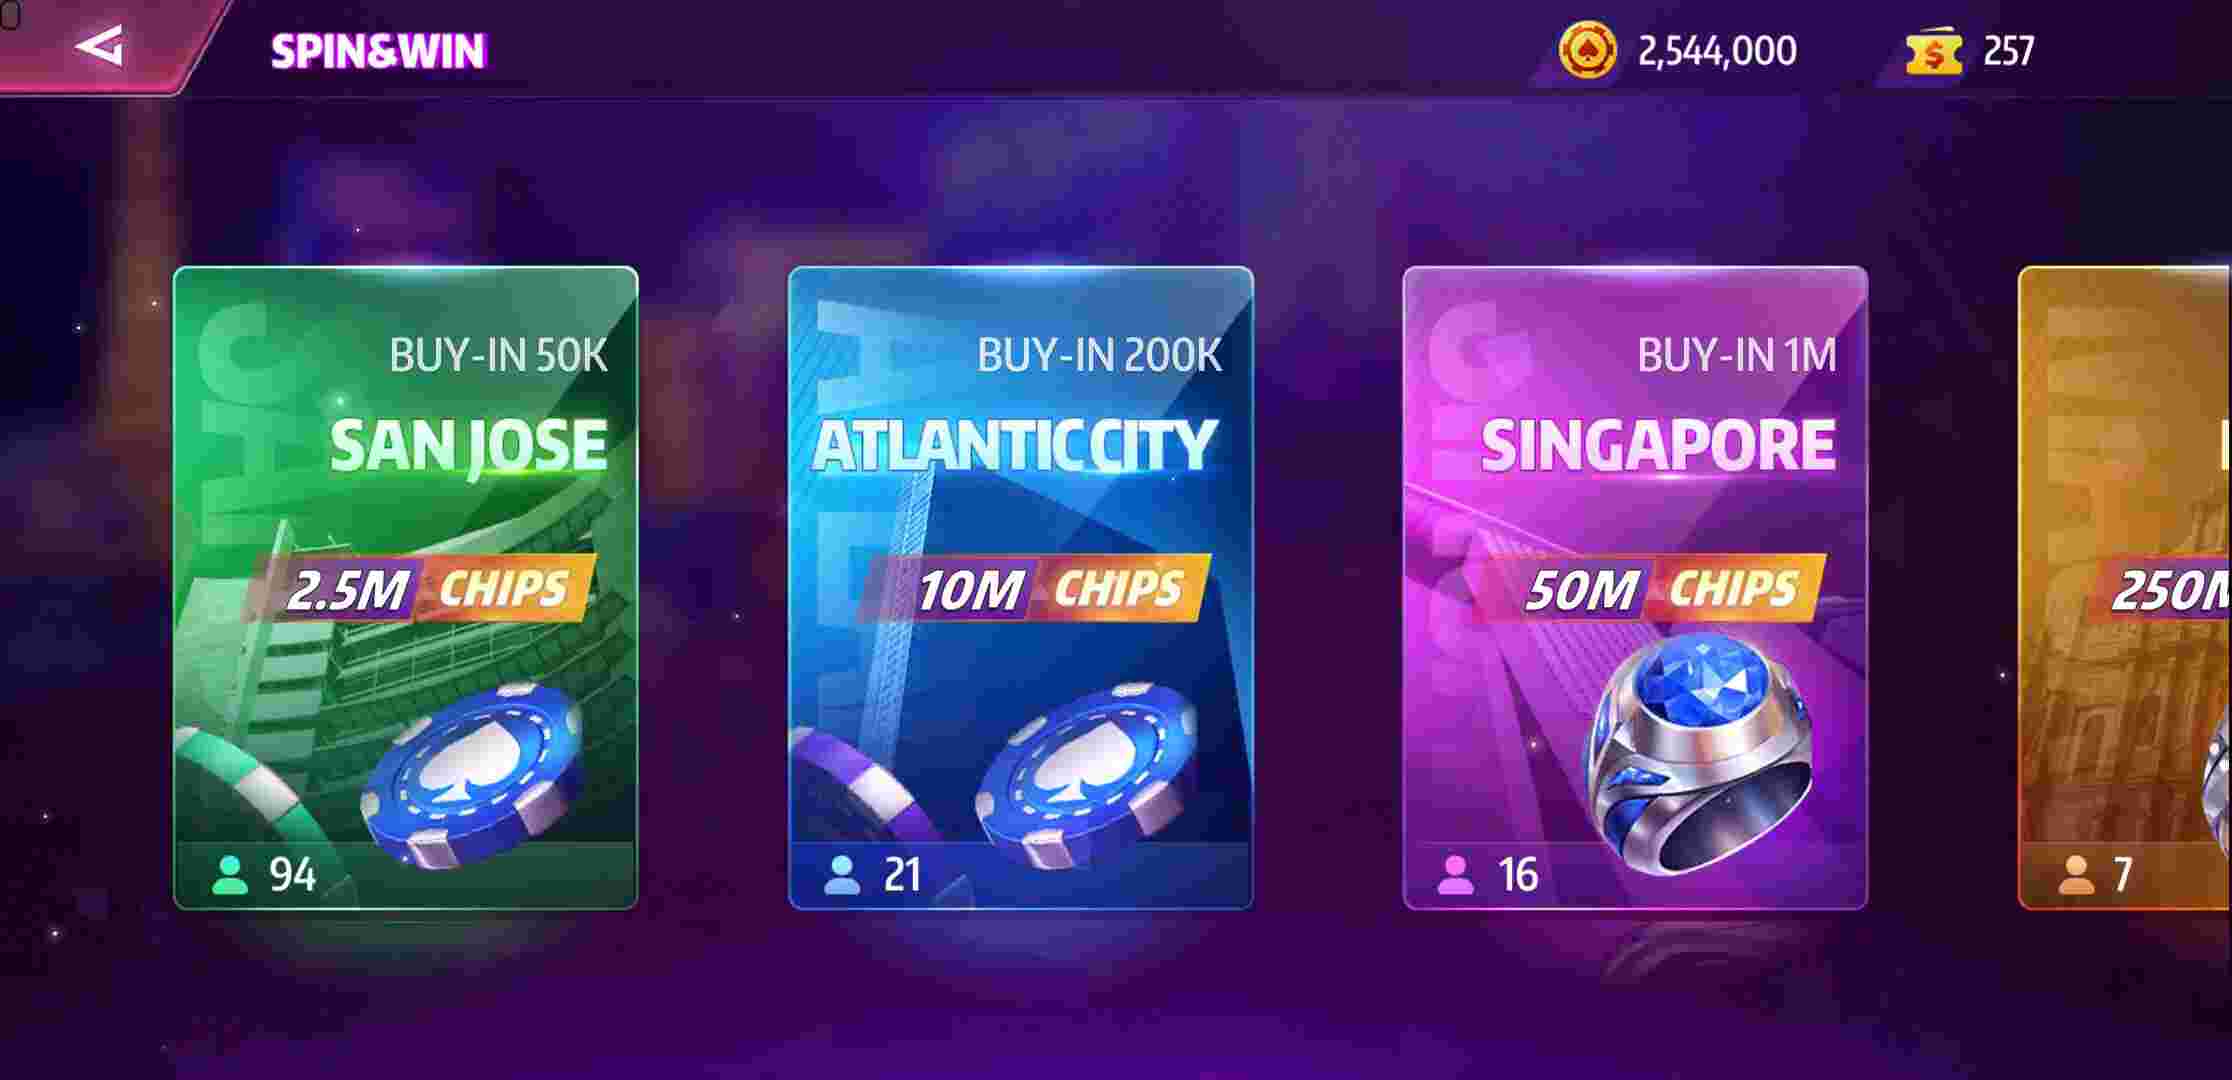 SPIN&WIN
2,544,000
257
BUY-IN 50K
SAN JOSE
2.5M CHIPS
94
BUY-IN 200K
ATLANTIC CITY
10M CHIPS
21
BUY-IN 1M
SINGAPORE
50M CHIPS
16
250M
7